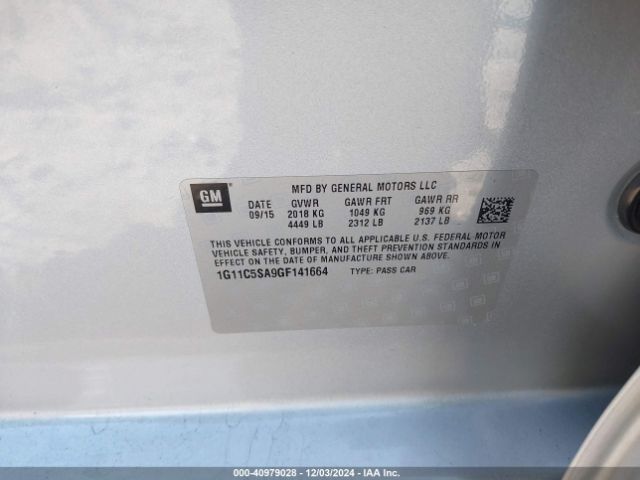 GM
MFD BY GENERAL MOTORS LLC
DATE GVWR GAWR FRT GAWR RR
09/15 2018 KG 1049 KG 969 KG
4449 LB 2312 LB 2137 LB
THIS VEHICLE CONFORMS TO ALL APPLICABLE U.S. FEDERAL MOTOR
VEHICLE SAFETY, BUMPER, AND THEFT PREVENTION STANDARDS IN
EFFECT ON THE DATE OF MANUFACTURE SHOWN ABOVE.
1G11C5SA9GF141664 TYPE: PASS CAR
000-40979028 - 12/03/2024 - IAA Inc.